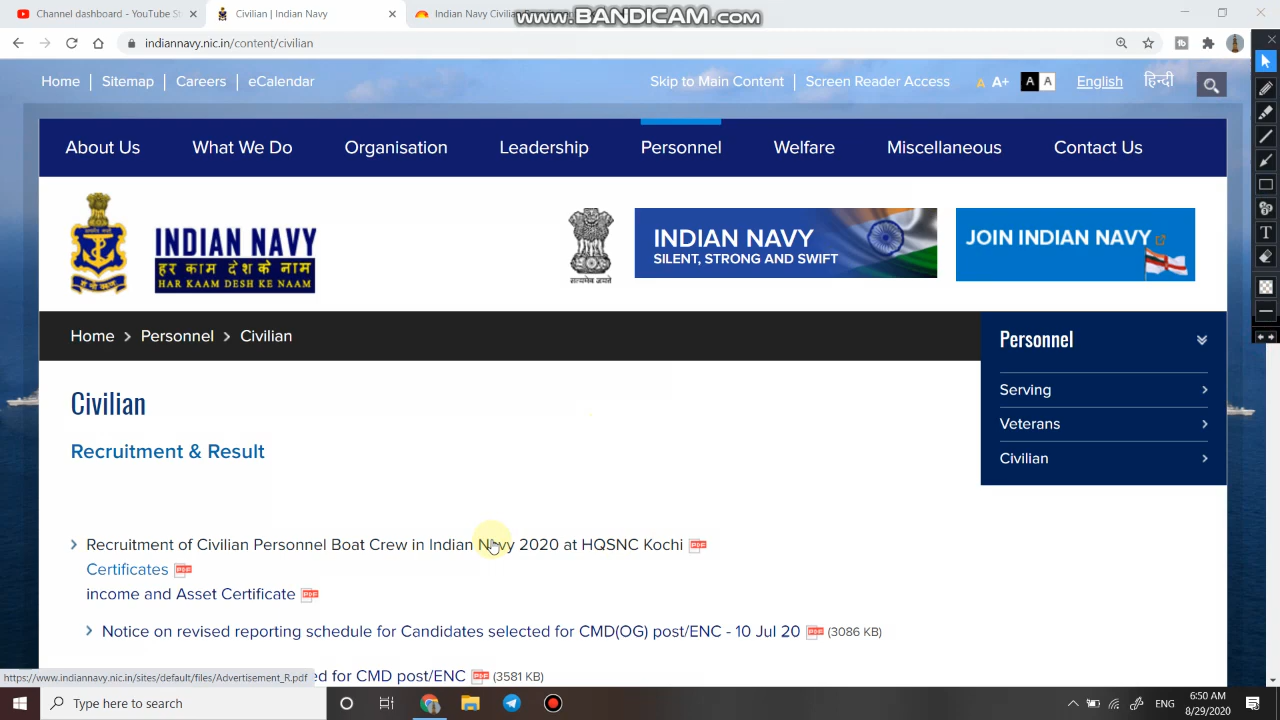 Channel dashboard - YouTube St
Civilian | Indian Navy
Indian Navy Civilian
www.BANDICAM.com
indiannavy.nic.in/content/civilian
Home | Sitemap | Careers | eCalendar
Skip to Main Content | Screen Reader Access A A+ A A English हिन्दी
About Us What We Do Organisation Leadership Personnel Welfare Miscellaneous Contact Us
INDIAN NAVY
हर काम देश के नाम
HAR KAAM DESH KE NAAM
सत्यमेव जयते
INDIAN NAVY
SILENT, STRONG AND SWIFT
JOIN INDIAN NAVY
Home > Personnel > Civilian
Personnel
Serving
Veterans
Civilian
Civilian
Recruitment & Result
Recruitment of Civilian Personnel Boat Crew in Indian Navy 2020 at HQSNC Kochi
Certificates
income and Asset Certificate
Notice on revised reporting schedule for Candidates selected for CMD(OG) post/ENC - 10 Jul 20 (3086 KB)
ed for CMD post/ENC (3581 KB)
https://www.indiannavy.nic.in/sites/default/files/Advertisement_R.pdf
Type here to search
ENG
6:50 AM
8/29/2020